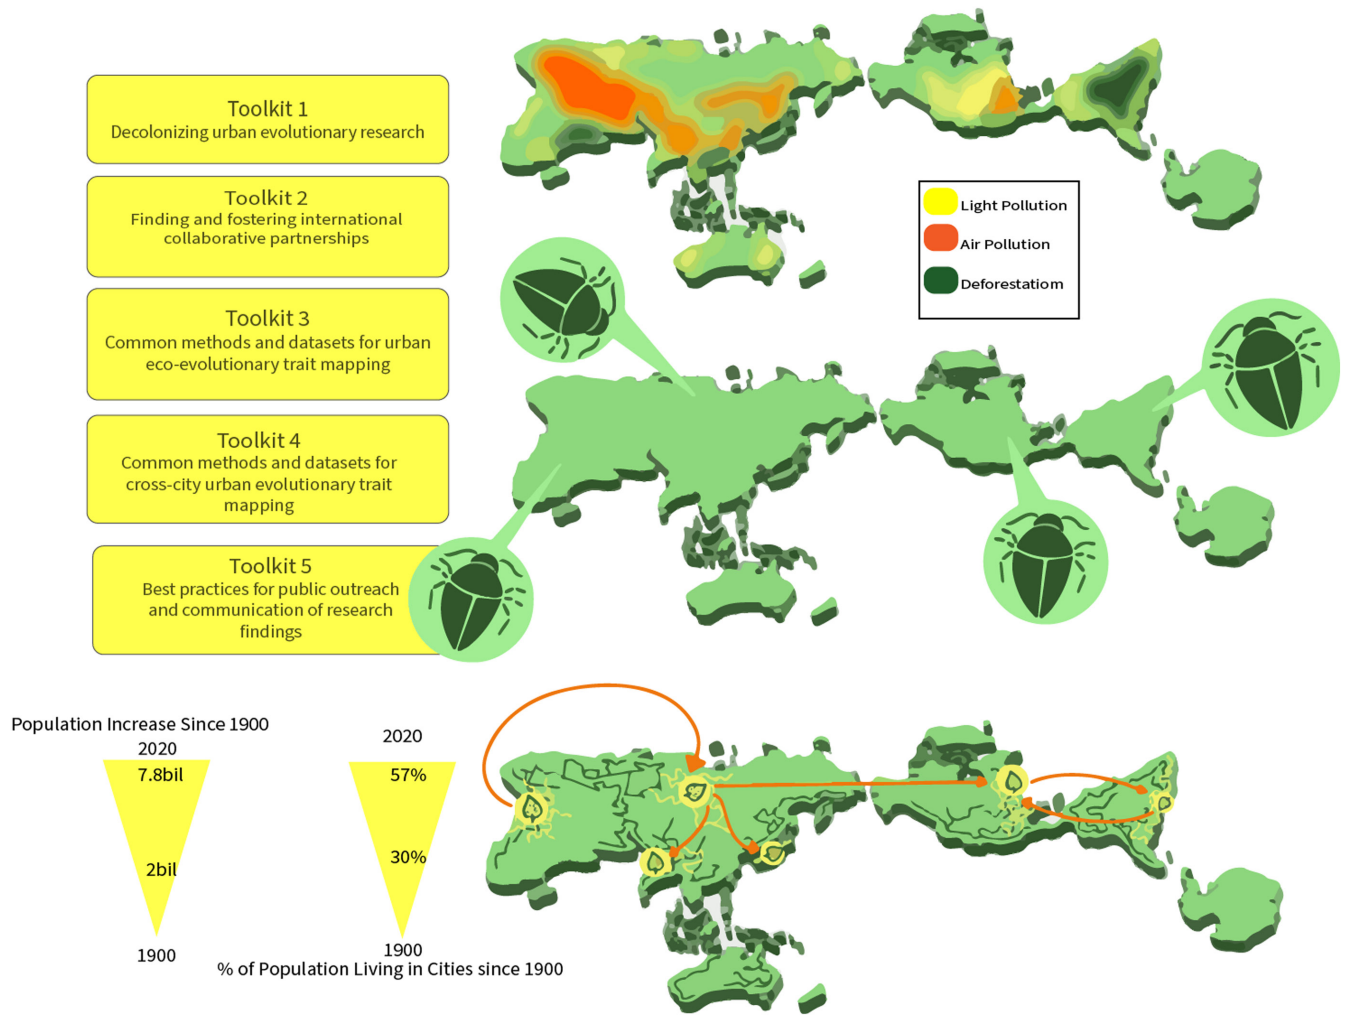 Toolkit 1
Decolonizing urban evolutionary research
Toolkit 2
Finding and fostering international
collaborative partnerships
Toolkit 3
Common methods and datasets for urban
eco-evolutionary trait mapping
Toolkit 4
Common methods and datasets for
cross-city urban evolutionary trait
mapping
Toolkit 5
Best practices for public outreach
and communication of research
findings
Light Pollution
Air Pollution
Deforestatiom
Population Increase Since 1900
2020
7.8bil
2bil
1900
2020
57%
30%
1900
% of Population Living in Cities since 1900